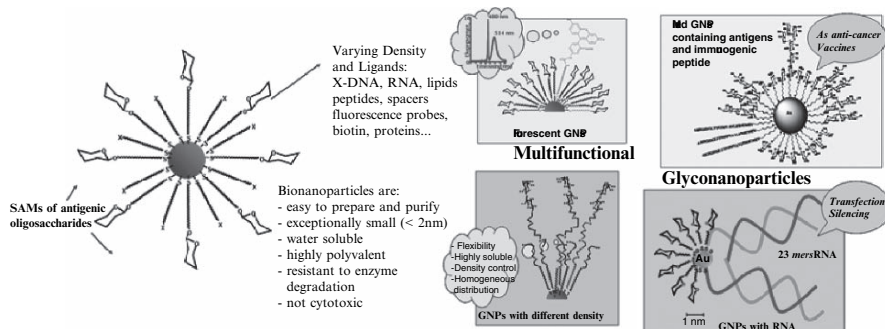 Varying Density
and Ligands:
X-DNA, RNA, lipids
peptides, spacers
fluorescence probes,
biotin, proteins...
SAMs of antigenic
oligosaccharides
Bionanoparticles are:
- easy to prepare and purify
- exceptionally small (< 2nm)
- water soluble
- highly polyvalent
- resistant to enzyme
degradation
- not cytotoxic
Multifunctional
Glyconanoparticles
containing antigens
and immnogenic
peptide
As anti-cancer
Vaccines
- Flexibility
-Highly soluble
-Density control
-Homogeneous
distribution
GNPs with different density
Au
Transfection
Silencing
23 mersRNA
1 nm
GNPs with RNA